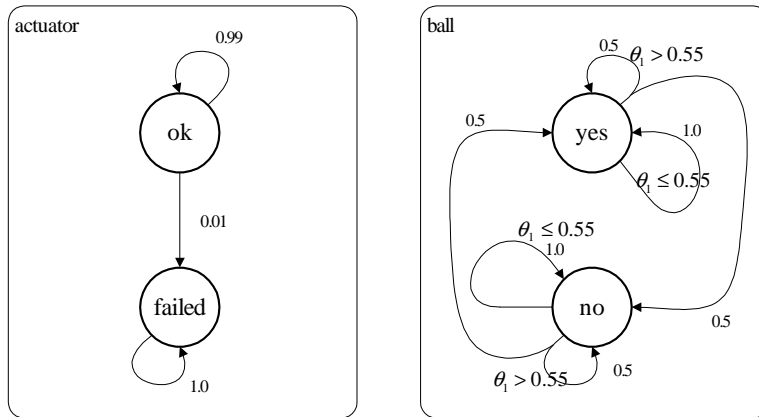 actuator
0.99
ok
0.01
failed
1.0
ball
0.5
θ₁ > 0.55
0.5
yes
1.0
θ₁ ≤ 0.55
θ₁ ≤ 0.55
1.0
no
0.5
θ₁ > 0.55
0.5